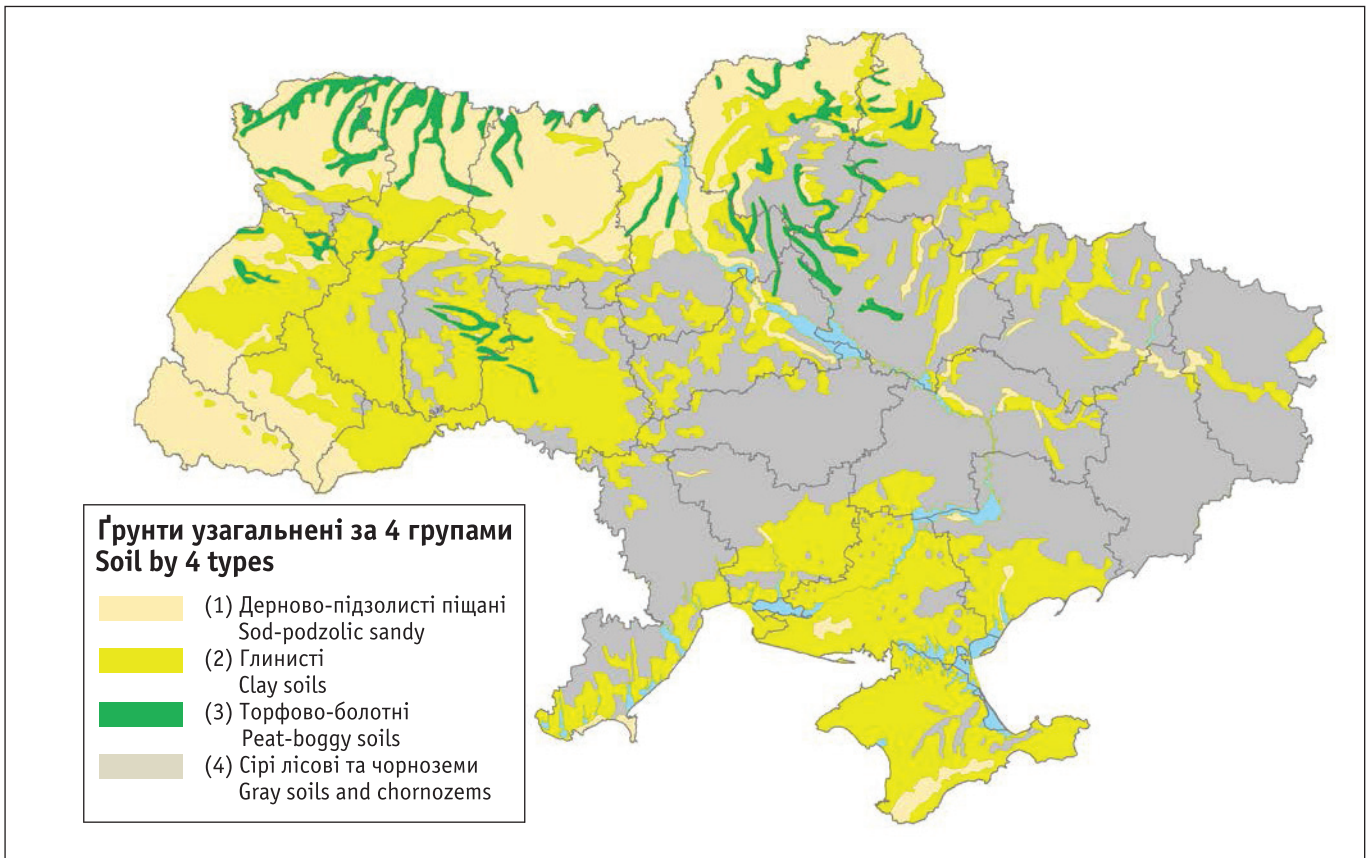 Ґрунти узагальнені за 4 групами
Soil by 4 types
(1) Дерново-підзолисті піщані
Sod-podzolic sandy
(2) Глинисті
Clay soils
(3) Торфово-болотні
Peat-boggy soils
(4) Сірі лісові та чорноземи
Gray soils and chornozems